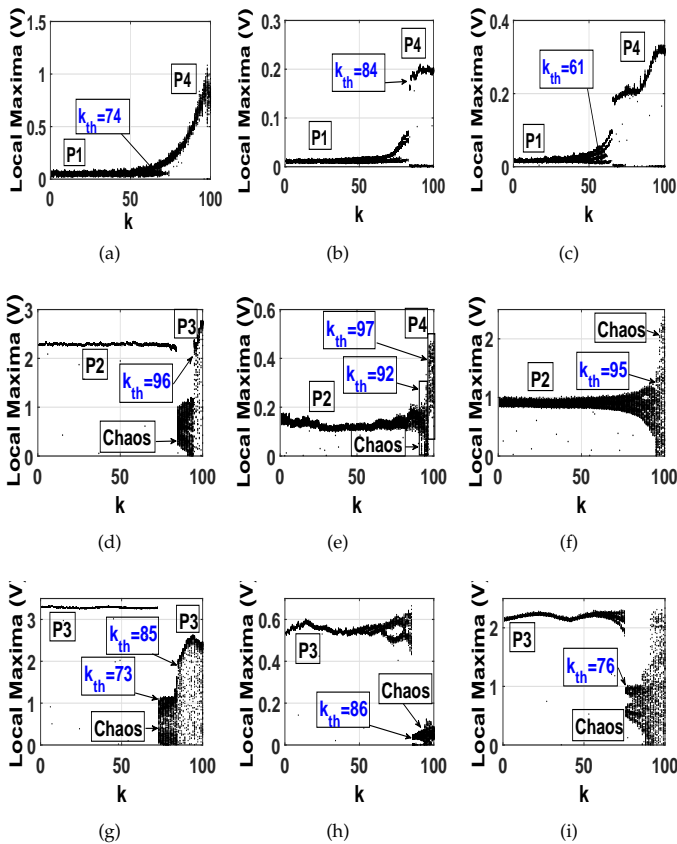 Local Maxima (V)
1.5
1
0.5
0
P4
k_th=74
P1
0
50
100
k
(a)
Local Maxima (V)
0.3
0.2
0.1
0
P4
k_th=84
P1
0
50
100
k
(b)
Local Maxima (V)
0.4
0.2
0
P4
k_th=61
P1
0
50
100
k
(c)
Local Maxima (V)
3
2
1
0
P3
P2
k_th=96
Chaos
0
50
100
k
(d)
Local Maxima (V)
0.6
0.4
0.2
0
k_th=97
P4
k_th=92
P2
Chaos
0
50
100
k
(e)
Local Maxima (V)
2
1
0
Chaos
P2
k_th=95
0
50
100
k
(f)
Local Maxima (V)
3
2
1
0
P3
P3
k_th=85
k_th=73
Chaos
0
50
100
k
(g)
Local Maxima (V)
0.6
0.4
0.2
0
P3
Chaos
k_th=86
0
50
100
k
(h)
Local Maxima (V)
2
1
0
P3
k_th=76
Chaos
0
50
100
k
(i)